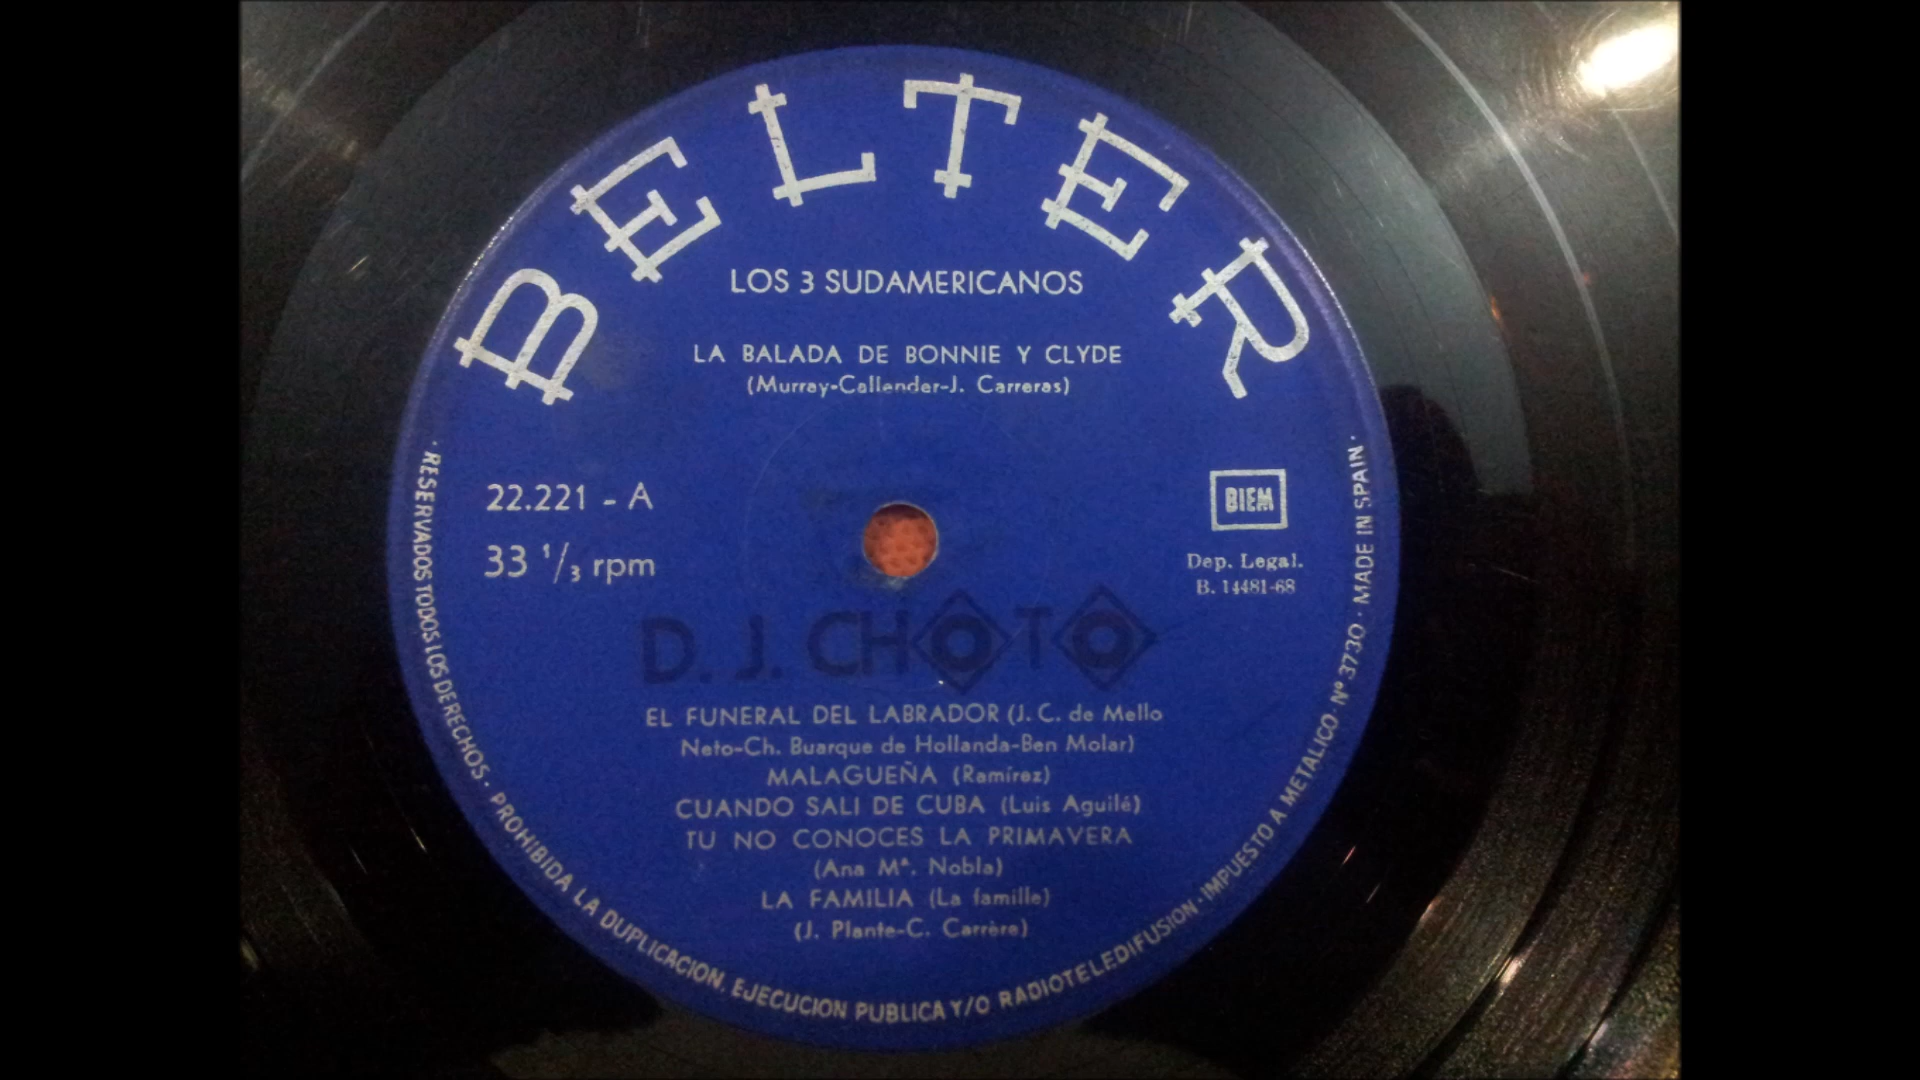 BELTER
LOS 3 SUDAMERICANOS
LA BALADA DE BONNIE Y CLYDE
(Murray-Callender-J. Carreras)
22.221 - A
33 1/3 rpm
BIEM
Dep. Legal.
B. 14481-68
D. J. CHOTO
EL FUNERAL DEL LABRADOR (J. C. de Mello
Neto-Ch. Buarque de Hollanda-Ben Molar)
MALAGUEÑA (Ramírez)
CUANDO SALI DE CUBA (Luis Aguilé)
TU NO CONOCES LA PRIMAVERA
(Ana Mª. Nobla)
LA FAMILIA (La famille)
(J. Plante-C. Carrère)
· RESERVADOS TODOS LOS DERECHOS · PROHIBIDA LA DUPLICACION, EJECUCION PUBLICA Y/O RADIOTELEDIFUSION · IMPUESTO A METALICO · Nº 3730 · MADE IN SPAIN ·